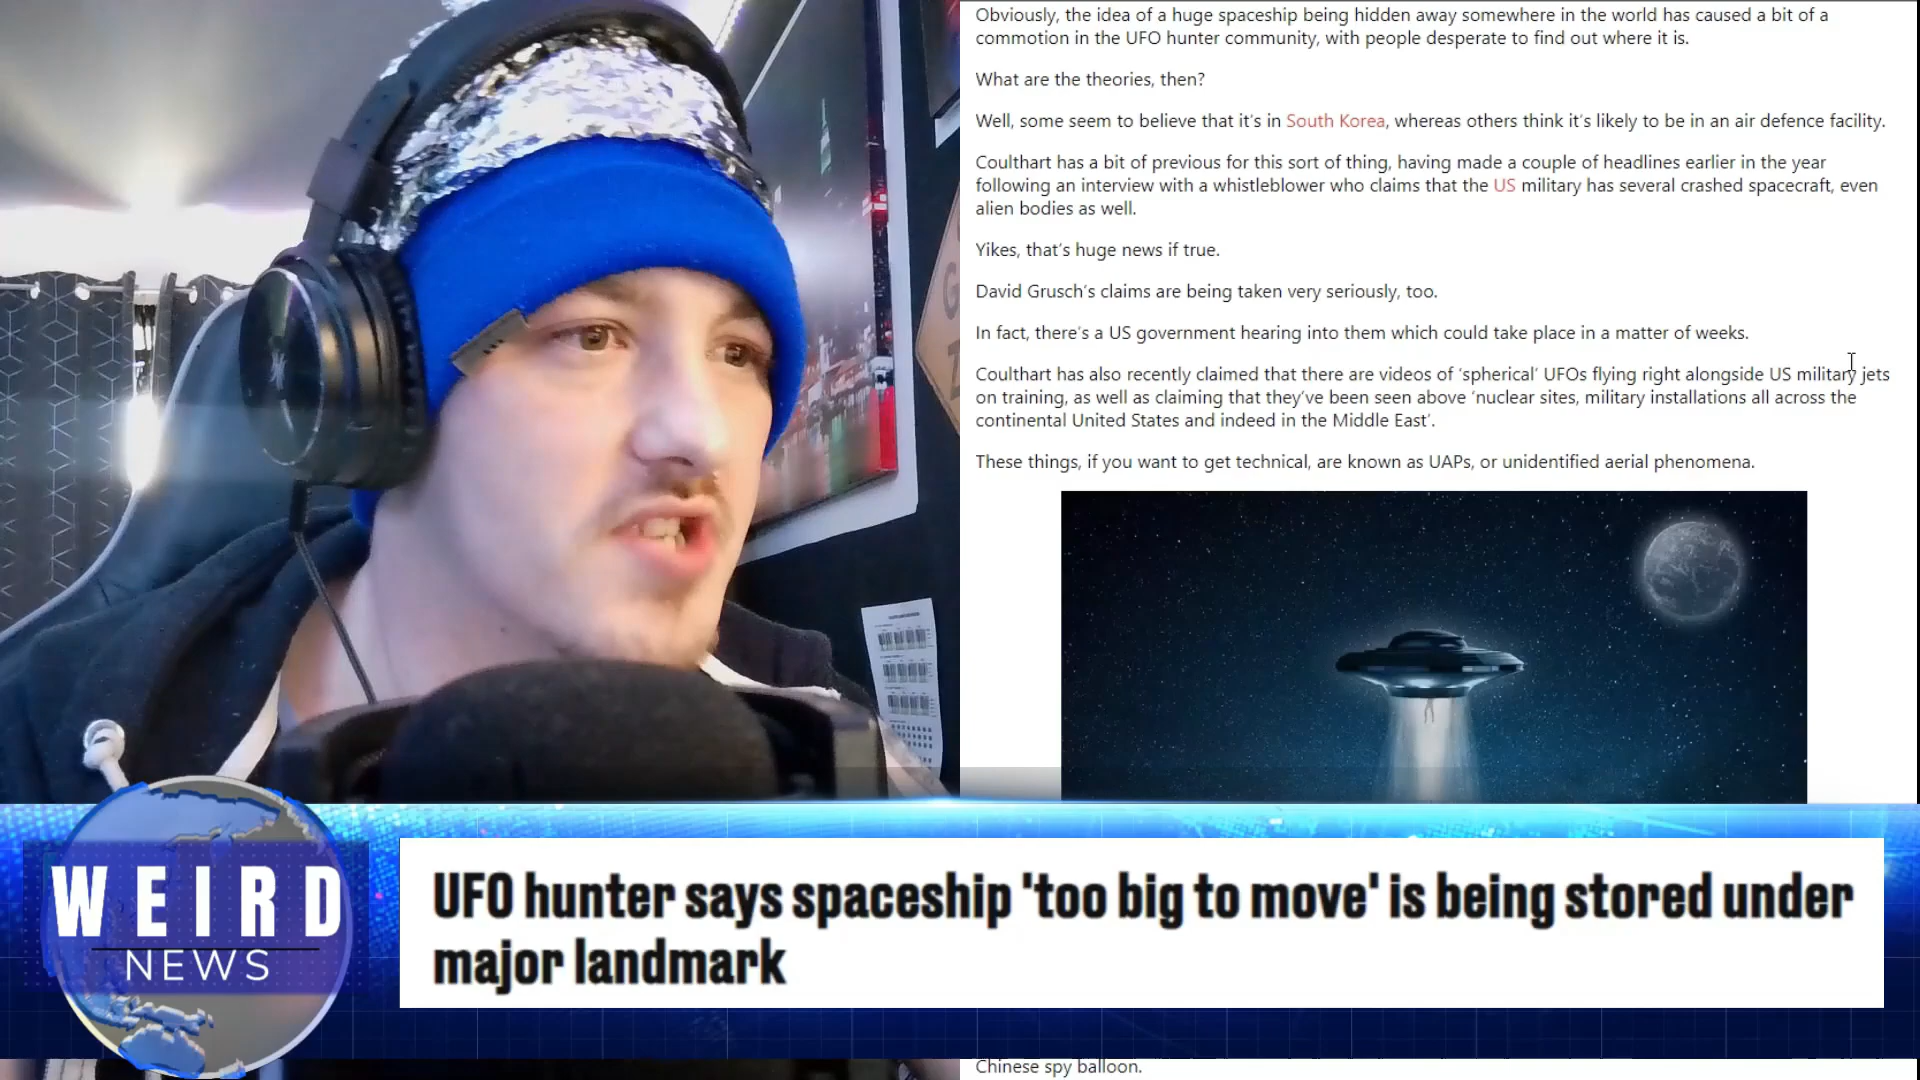 Obviously, the idea of a huge spaceship being hidden away somewhere in the world has caused a bit of a
commotion in the UFO hunter community, with people desperate to find out where it is.
What are the theories, then?
Well, some seem to believe that it's in South Korea, whereas others think it's likely to be in an air defence facility.
Coulthart has a bit of previous for this sort of thing, having made a couple of headlines earlier in the year
following an interview with a whistleblower who claims that the US military has several crashed spacecraft, even
alien bodies as well.
Yikes, that's huge news if true.
David Grusch's claims are being taken very seriously, too.
In fact, there's a US government hearing into them which could take place in a matter of weeks.
Coulthart has also recently claimed that there are videos of 'spherical' UFOs flying right alongside US military jets
on training, as well as claiming that they've been seen above 'nuclear sites, military installations all across the
continental United States and indeed in the Middle East'.
These things, if you want to get technical, are known as UAPs, or unidentified aerial phenomena.
WEIRD
NEWS
UFO hunter says spaceship 'too big to move' is being stored under
major landmark
Chinese spy balloon.